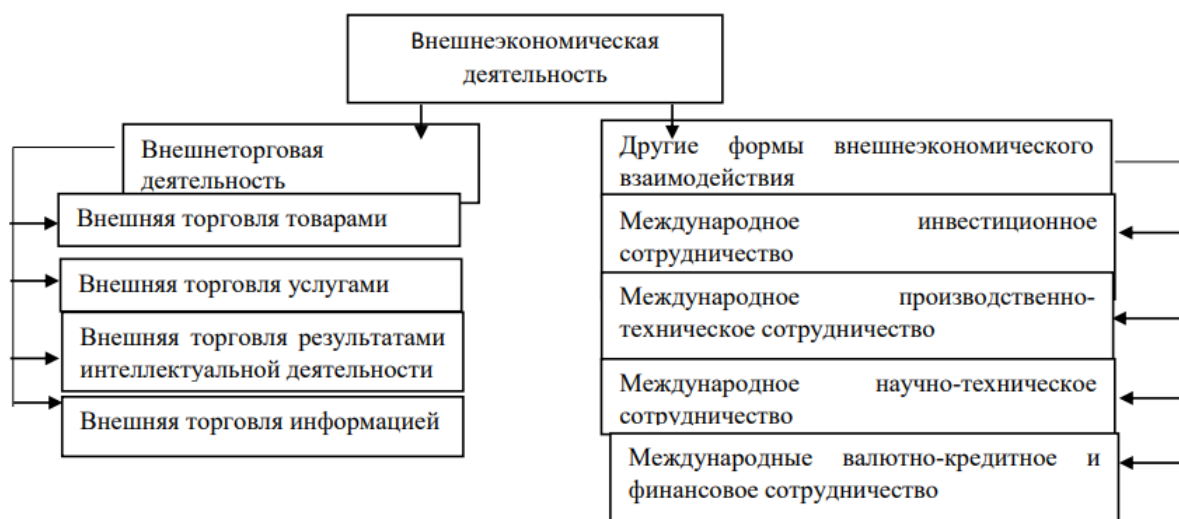 Внешнеэкономическая
деятельность
Внешнеторговая
деятельность
Внешняя торговля товарами
Внешняя торговля услугами
Внешняя торговля результатами
интеллектуальной деятельности
Внешняя торговля информацией
Другие формы внешнеэкономического
взаимодействия
Международное инвестиционное
сотрудничество
Международное производственно-
техническое сотрудничество
Международное научно-техническое
сотрудничество
Международные валютно-кредитное и
финансовое сотрудничество